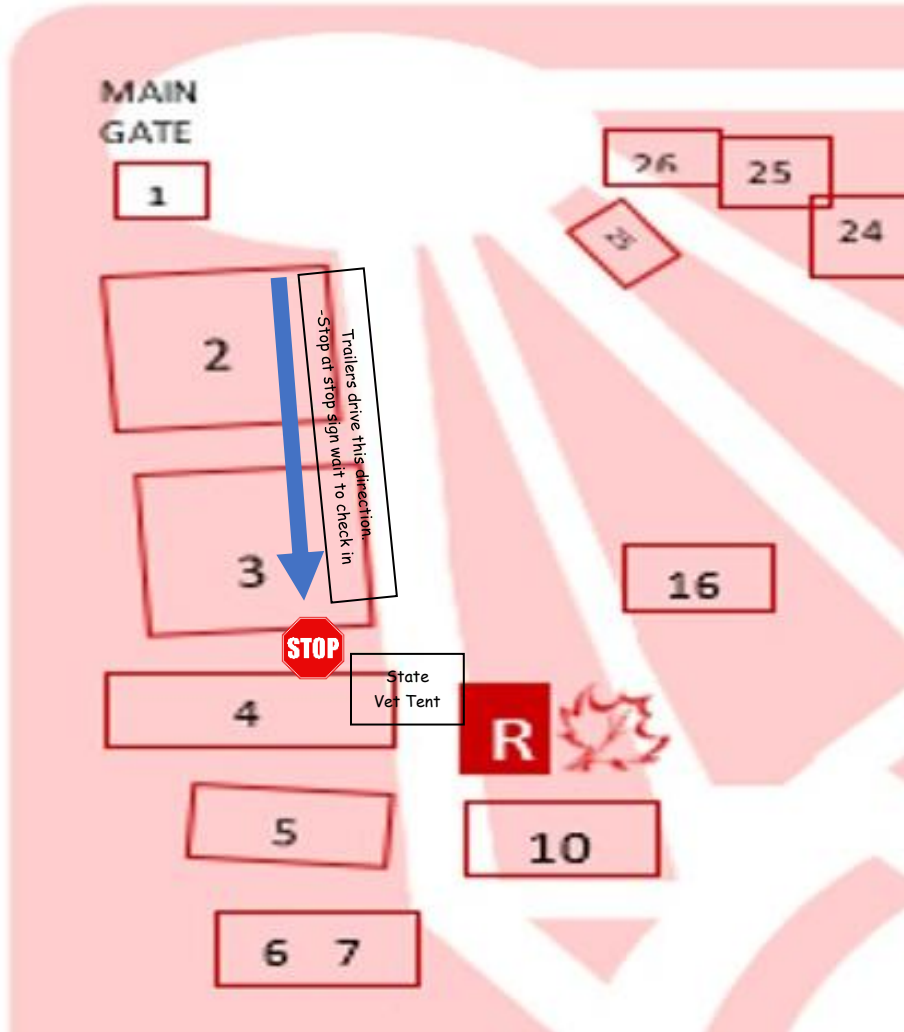 MAIN
GATE
1
26
25
24
25
2
Trailers drive this direction.
-Stop at stop sign wait to check in
3
16
STOP
State
Vet Tent
4
R
5
10
6 7